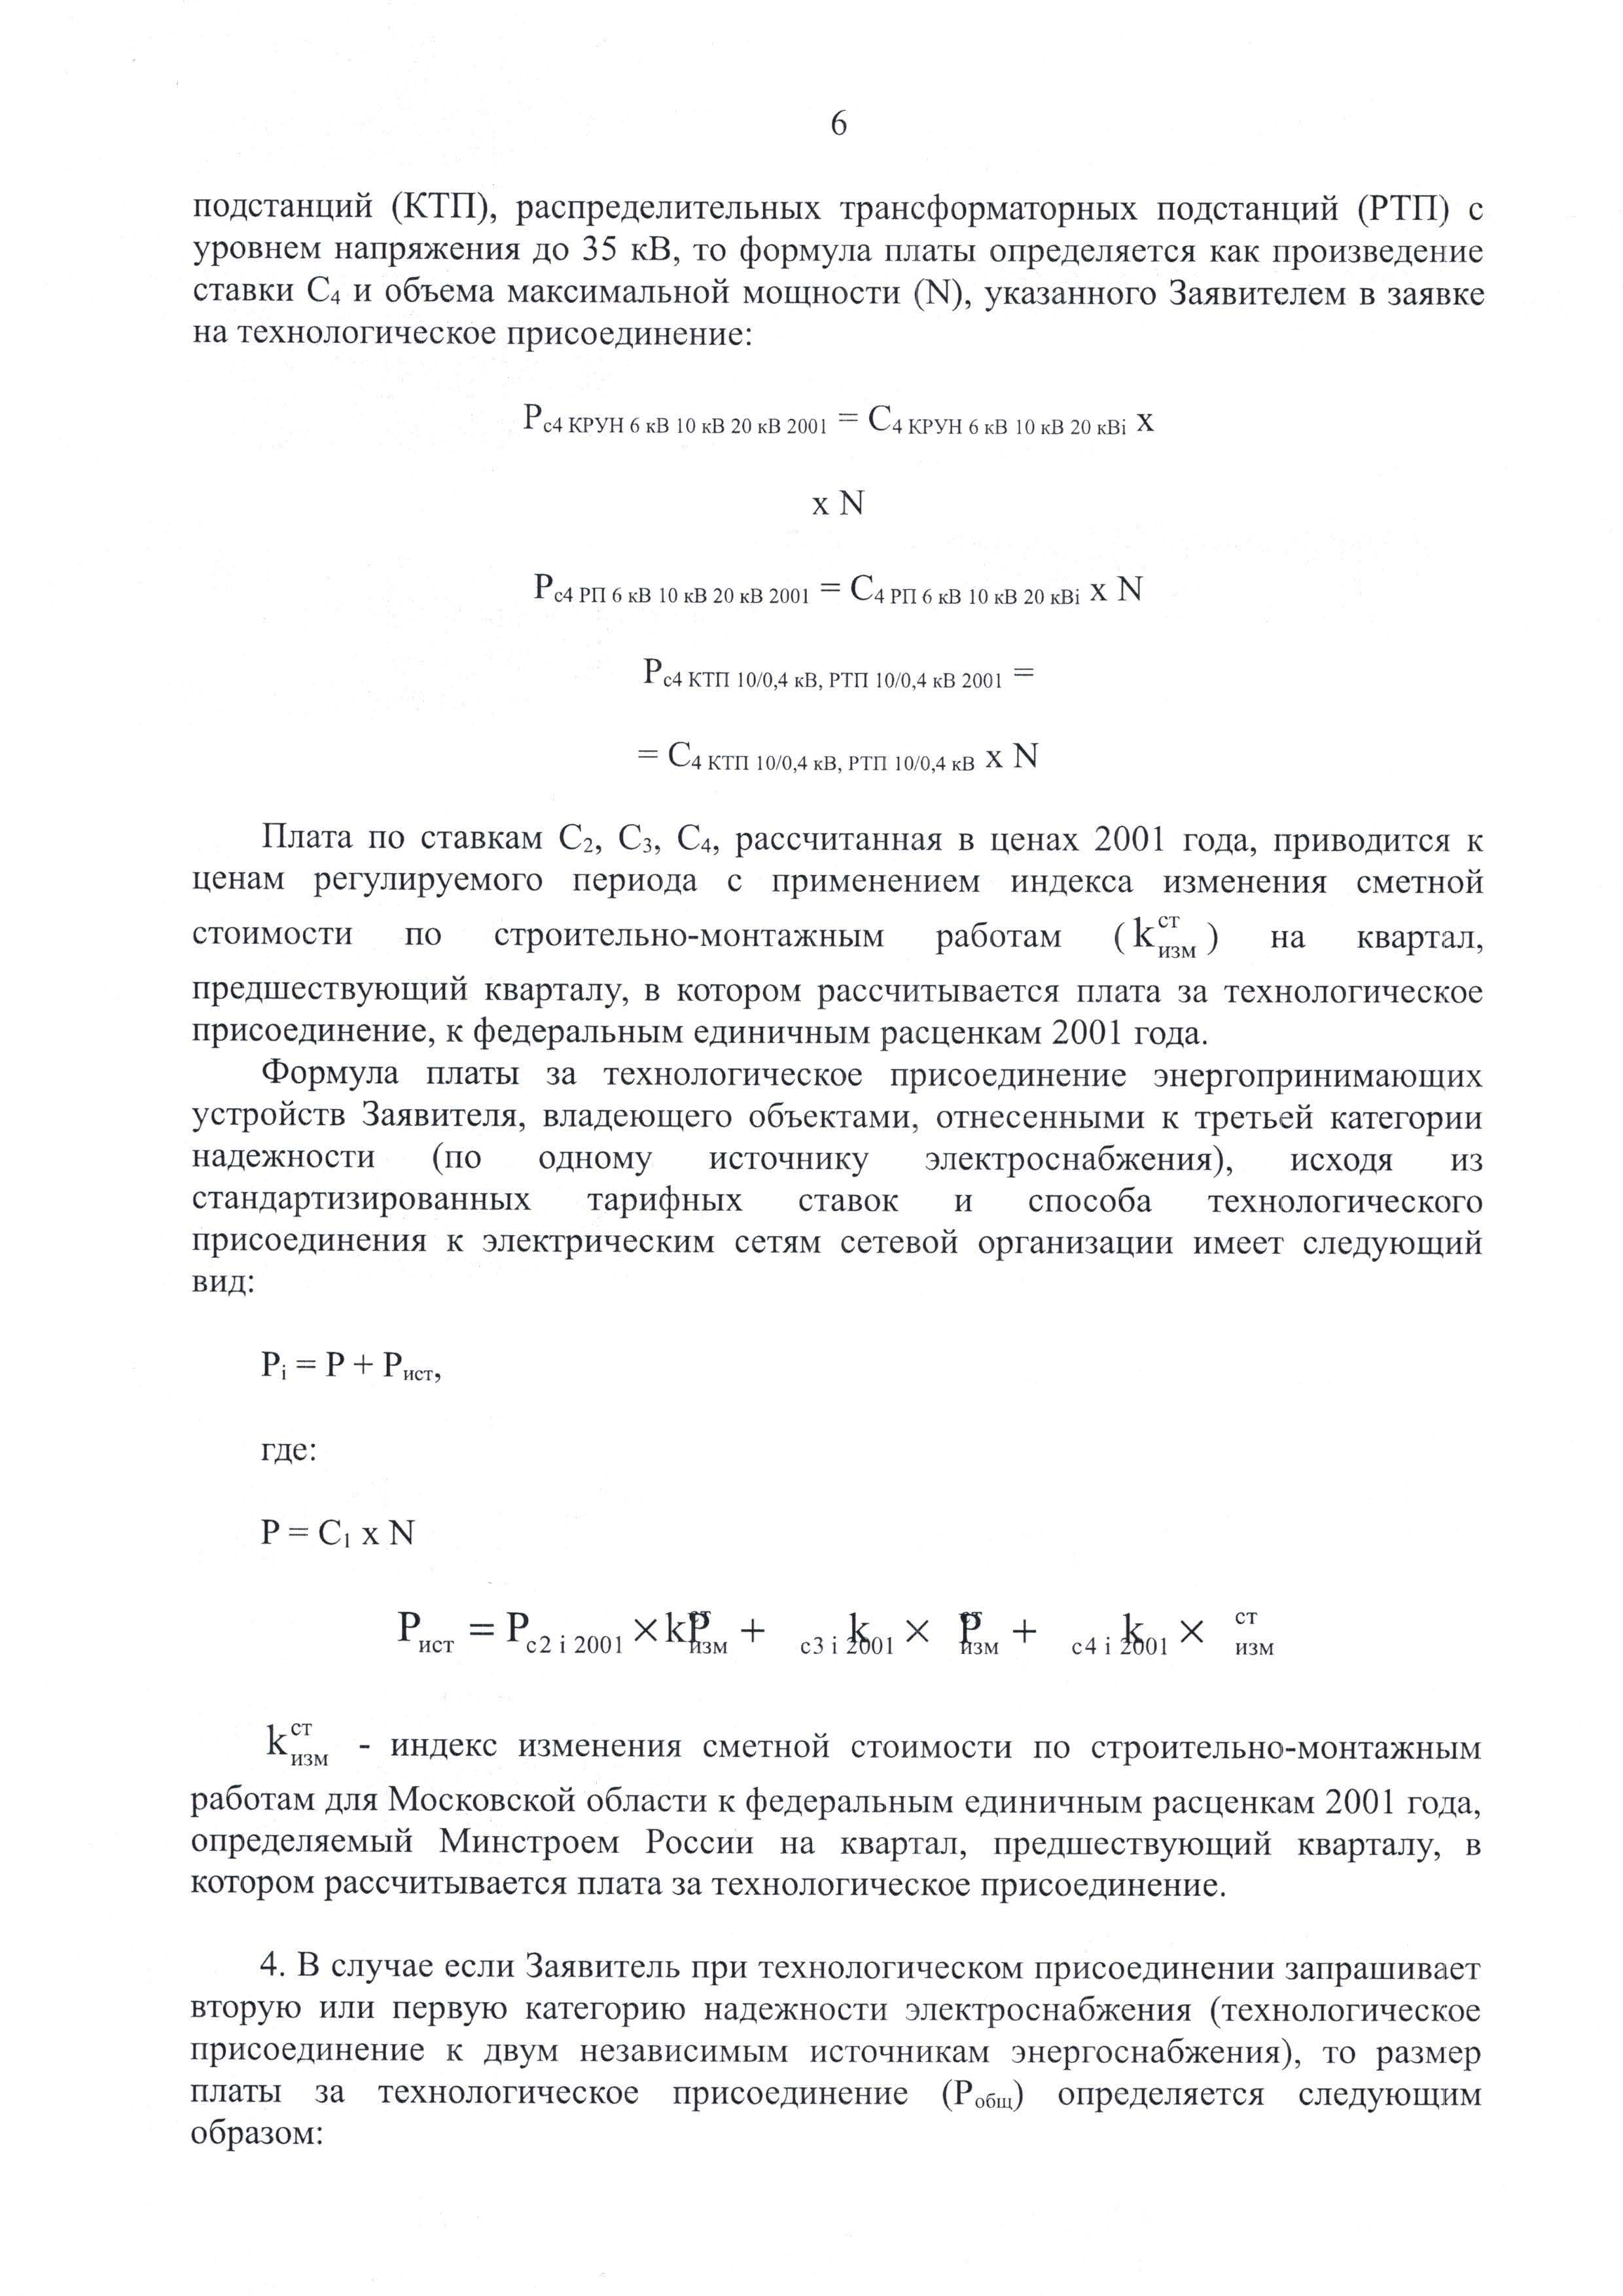 6
подстанций (КТП), распределительных трансформаторных подстанций (РТП) с
уровнем напряжения до 35 кВ, то формула платы определяется как произведение
ставки С4 и объема максимальной мощности (N), указанного Заявителем в заявке
на технологическое присоединение:
Pс4 КРУН 6 кВ 10 кВ 20 кВ 2001 = С4 КРУН 6 кВ 10 кВ 20 кВi х
х N
Pс4 РП 6 кВ 10 кВ 20 кВ 2001 = С4 РП 6 кВ 10 кВ 20 кВi х N
Pс4 КТП 10/0,4 кВ, РТП 10/0,4 кВ 2001 =
= С4 КТП 10/0,4 кВ, РТП 10/0,4 кВ х N
Плата по ставкам С2, С3, С4, рассчитанная в ценах 2001 года, приводится к
ценам регулируемого периода с применением индекса изменения сметной
стоимости по строительно-монтажным работам (kстизм) на квартал,
предшествующий кварталу, в котором рассчитывается плата за технологическое
присоединение, к федеральным единичным расценкам 2001 года.
Формула платы за технологическое присоединение энергопринимающих
устройств Заявителя, владеющего объектами, отнесенными к третьей категории
надежности (по одному источнику электроснабжения), исходя из
стандартизированных тарифных ставок и способа технологического
присоединения к электрическим сетям сетевой организации имеет следующий
вид:
Pi = P + Pист,
где:
P = C1 х N
Pист = Pс2 i 2001 × kстизм + Pс3 i 2001 × kстизм + Pс4 i 2001 × kстизм
kстизм - индекс изменения сметной стоимости по строительно-монтажным
работам для Московской области к федеральным единичным расценкам 2001 года,
определяемый Минстроем России на квартал, предшествующий кварталу, в
котором рассчитывается плата за технологическое присоединение.
4. В случае если Заявитель при технологическом присоединении запрашивает
вторую или первую категорию надежности электроснабжения (технологическое
присоединение к двум независимым источникам энергоснабжения), то размер
платы за технологическое присоединение (Pобщ) определяется следующим
образом: